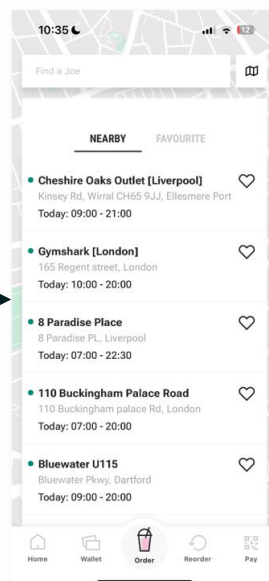 10:35
12
Find a Joe
NEARBY FAVOURITE
Cheshire Oaks Outlet [Liverpool]
Kinsey Rd, Wirral CH65 9JJ, Ellesmere Port
Today: 09:00 - 21:00
Gymshark [London]
165 Regent street, London
Today: 10:00 - 20:00
8 Paradise Place
8 Paradise PL, Liverpool
Today: 07:00 - 22:30
110 Buckingham Palace Road
110 Buckingham palace Rd, London
Today: 07:00 - 20:00
Bluewater U115
Bluewater Pkwy, Dartford
Today: 09:00 - 20:00
Home Wallet Order Reorder Pay